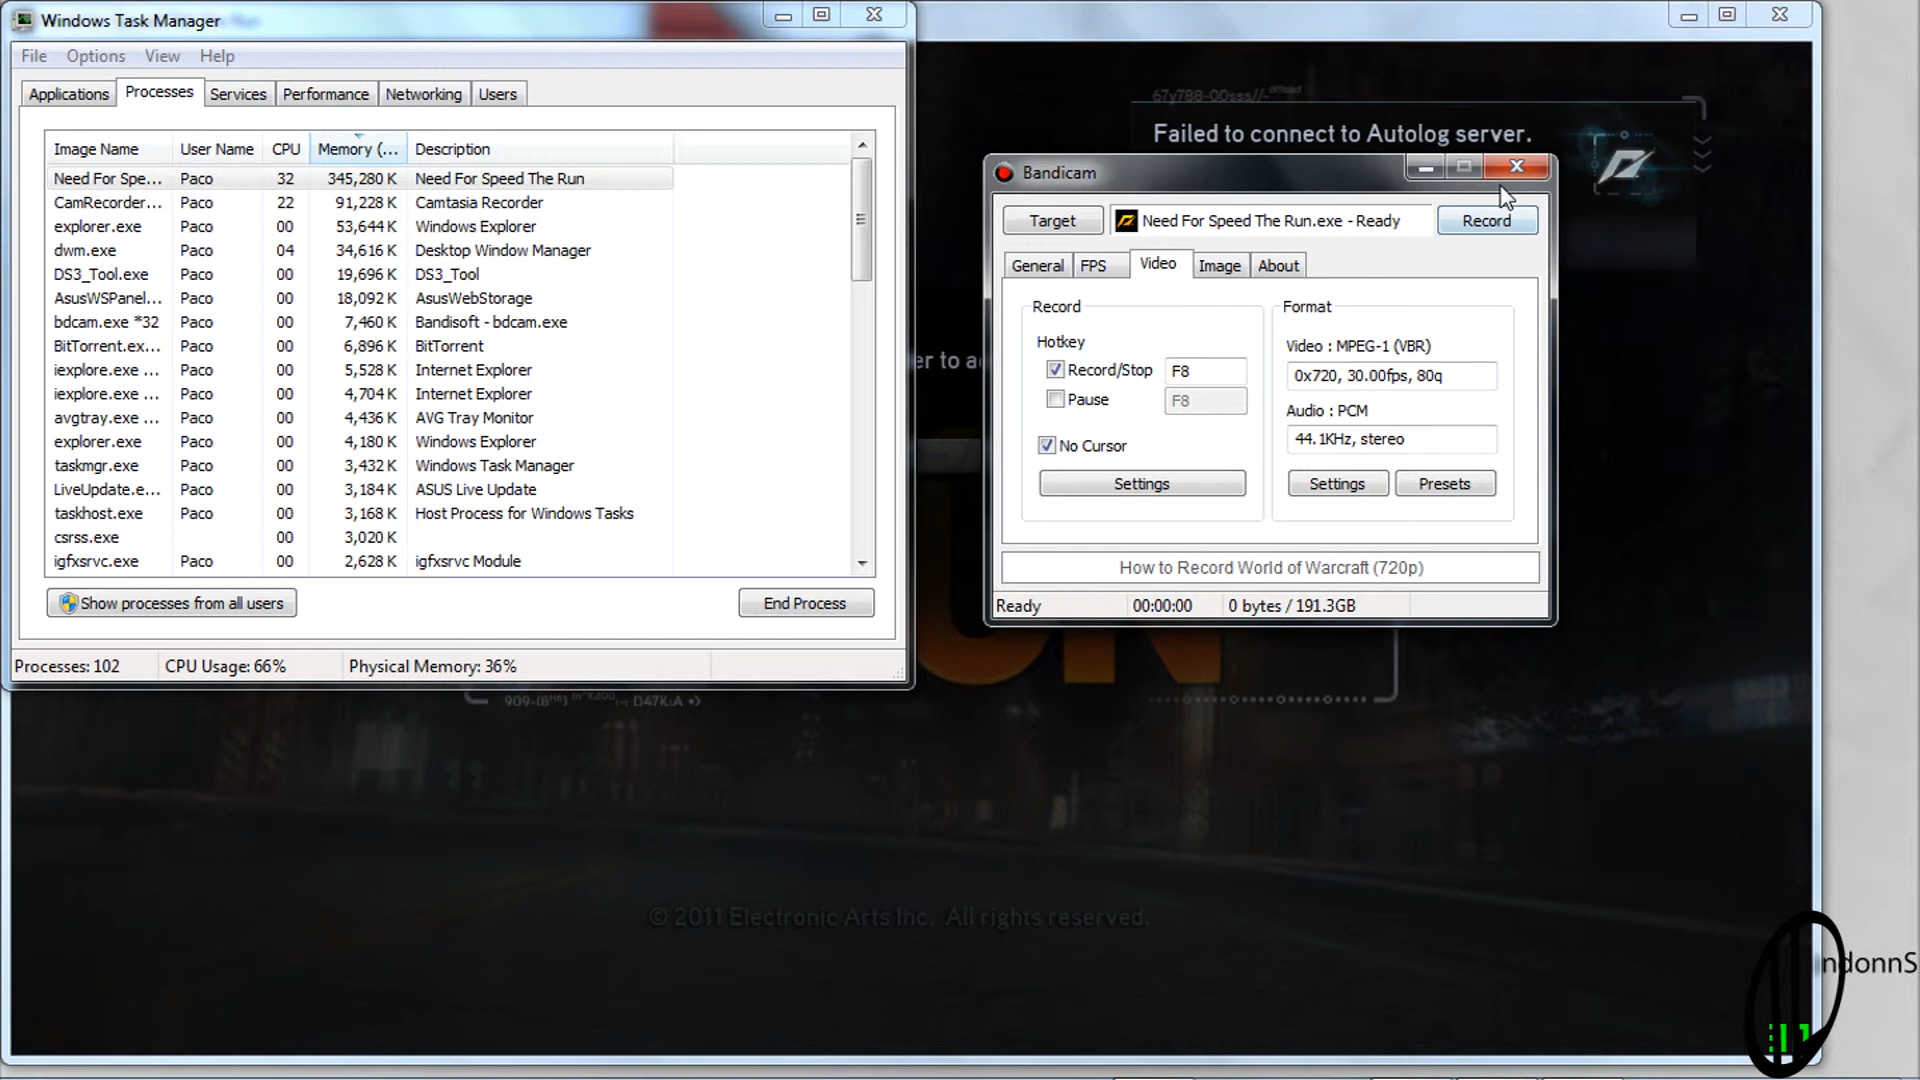 Windows Task Manager
File Options View Help
Applications Processes Services Performance Networking Users
Image Name User Name CPU Memory (... Description
Need For Spe... Paco 32 345,280 K Need For Speed The Run
CamRecorder... Paco 22 91,228 K Camtasia Recorder
explorer.exe Paco 00 53,644 K Windows Explorer
dwm.exe Paco 04 34,616 K Desktop Window Manager
DS3_Tool.exe Paco 00 19,696 K DS3_Tool
AsusWSPanel... Paco 00 18,092 K AsusWebStorage
bdcam.exe *32 Paco 00 7,460 K Bandisoft - bdcam.exe
BitTorrent.ex... Paco 00 6,896 K BitTorrent
iexplore.exe ... Paco 00 5,528 K Internet Explorer
iexplore.exe ... Paco 00 4,704 K Internet Explorer
avgtray.exe ... Paco 00 4,436 K AVG Tray Monitor
explorer.exe Paco 00 4,180 K Windows Explorer
taskmgr.exe Paco 00 3,432 K Windows Task Manager
LiveUpdate.e... Paco 00 3,184 K ASUS Live Update
taskhost.exe Paco 00 3,168 K Host Process for Windows Tasks
csrss.exe 00 3,020 K
igfxsrvc.exe Paco 00 2,628 K igfxsrvc Module
Show processes from all users End Process
Processes: 102 CPU Usage: 66% Physical Memory: 36%
67y788-00sss//-offload
Failed to connect to Autolog server.
Bandicam
Target Need For Speed The Run.exe - Ready Record
General FPS Video Image About
Record
Hotkey
Record/Stop F8
Pause F8
No Cursor
Settings
Format
Video : MPEG-1 (VBR)
0x720, 30.00fps, 80q
Audio : PCM
44.1KHz, stereo
Settings Presets
How to Record World of Warcraft (720p)
Ready 00:00:00 0 bytes / 191.3GB
er to a
UN
© 2011 Electronic Arts Inc. All rights reserved.
ndonnS